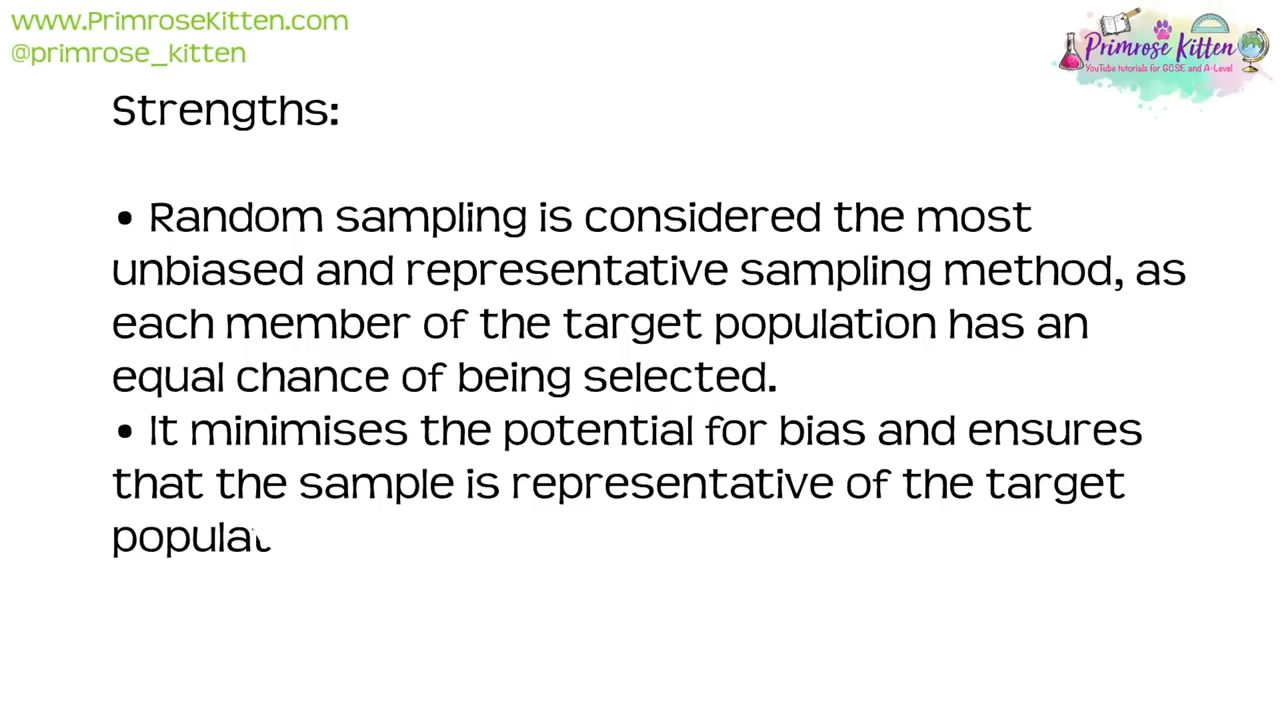 www.PrimroseKitten.com
@primrose_kitten
Primrose Kitten
YouTube tutorials for GCSE and A-Level
Strengths:
• Random sampling is considered the most
unbiased and representative sampling method, as
each member of the target population has an
equal chance of being selected.
• It minimises the potential for bias and ensures
that the sample is representative of the target
populat